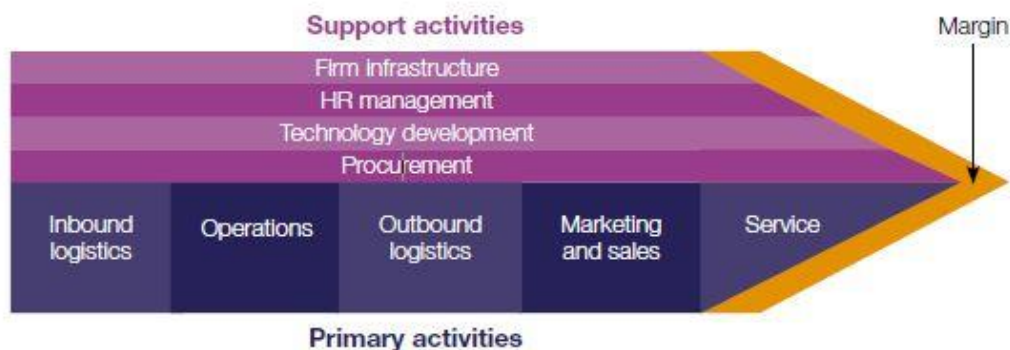 Support activities
Margin
Firm infrastructure
HR management
Technology development
Procurement
Inbound
logistics
Operations
Outbound
logistics
Marketing
and sales
Service
Primary activities